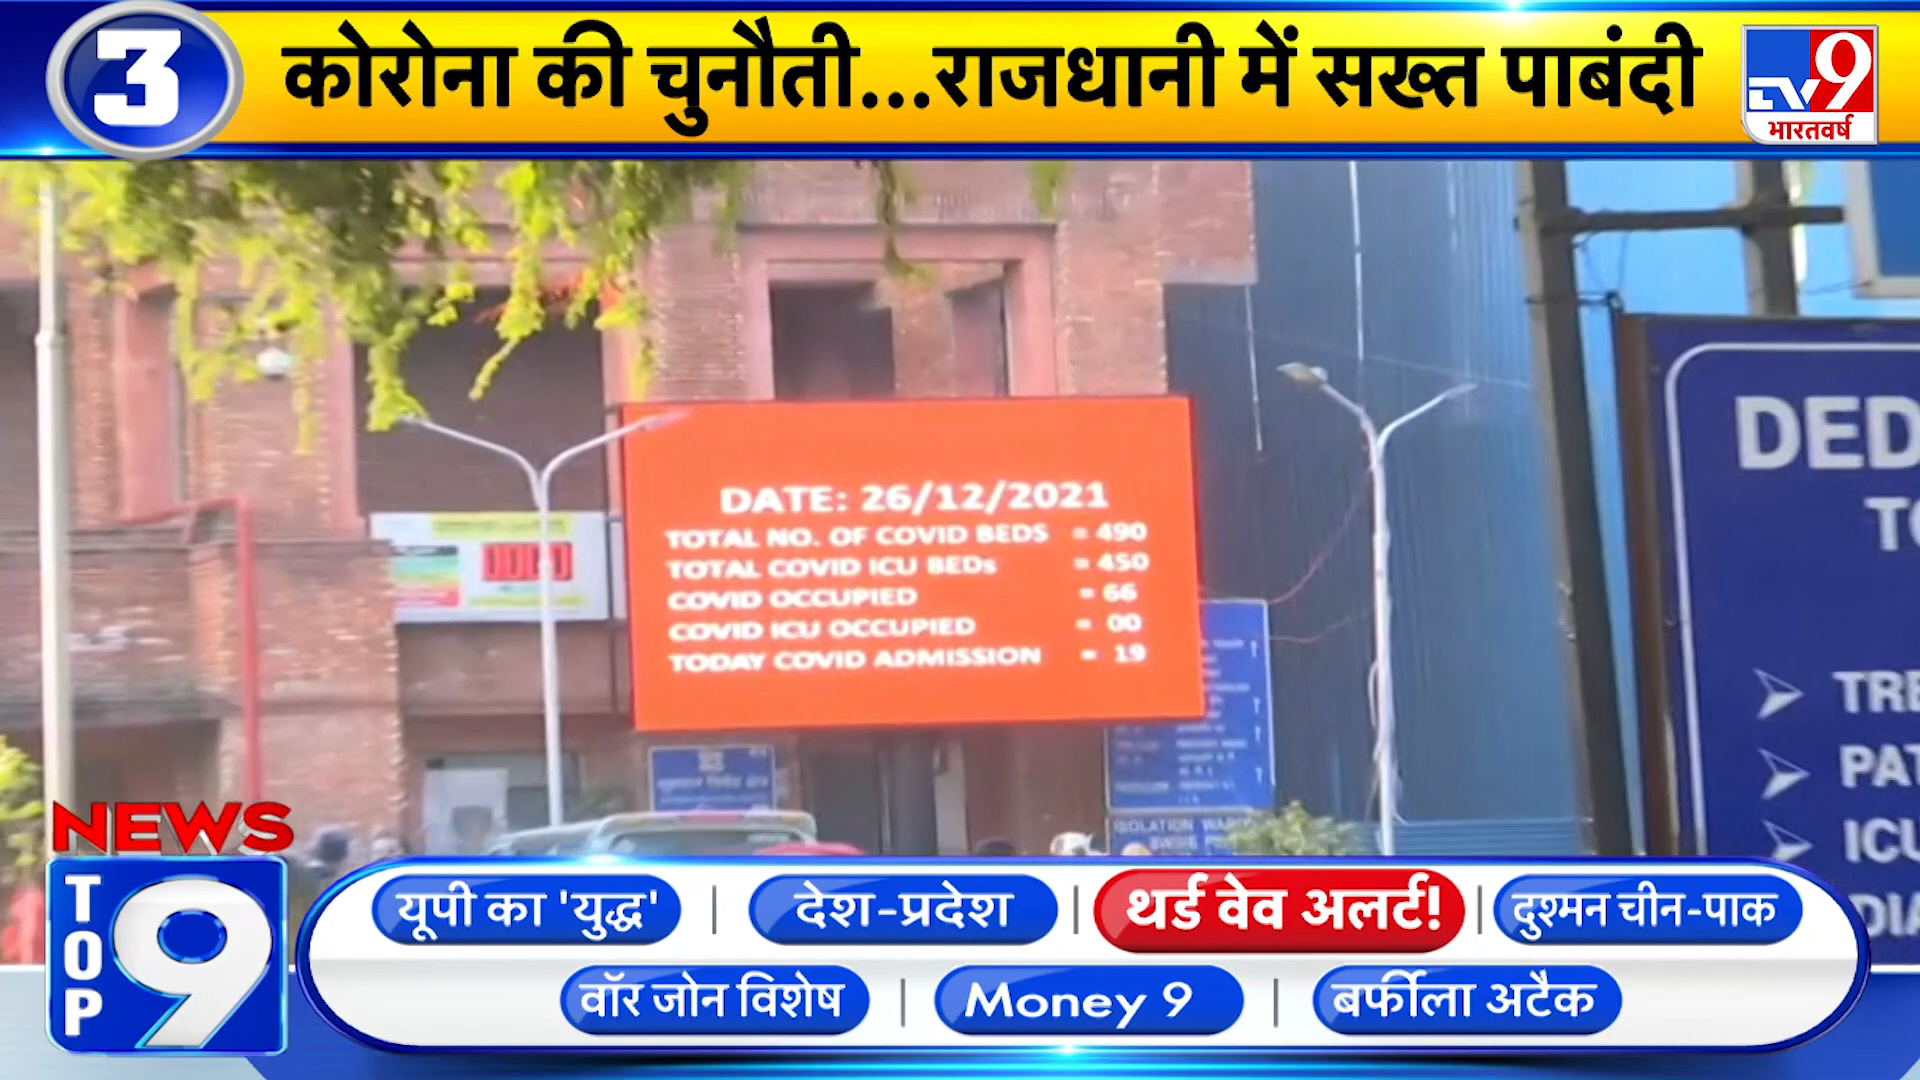 3 कोरोना की चुनौती...राजधानी में सख्त पाबंदी
TV9
भारतवर्ष
DATE: 26/12/2021
TOTAL NO. OF COVID BEDS = 490
TOTAL COVID ICU BEDs = 450
COVID OCCUPIED = 66
COVID ICU OCCUPIED = 00
TODAY COVID ADMISSION = 19
DED
TRE
PAT
ICU
DIA
ISOLATION
NEWS
TOP 9
यूपी का 'युद्ध' | देश-प्रदेश | थर्ड वेव अलर्ट! | दुश्मन चीन-पाक
वॉर जोन विशेष | Money 9 | बर्फीला अटैक